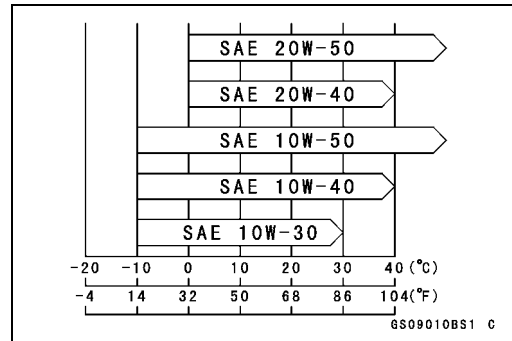 SAE 20W-50
SAE 20W-40
SAE 10W-50
SAE 10W-40
SAE 10W-30
-20 -10 0 10 20 30 40 (°C)
-4 14 32 50 68 86 104(°F)
GS09010BS1 C